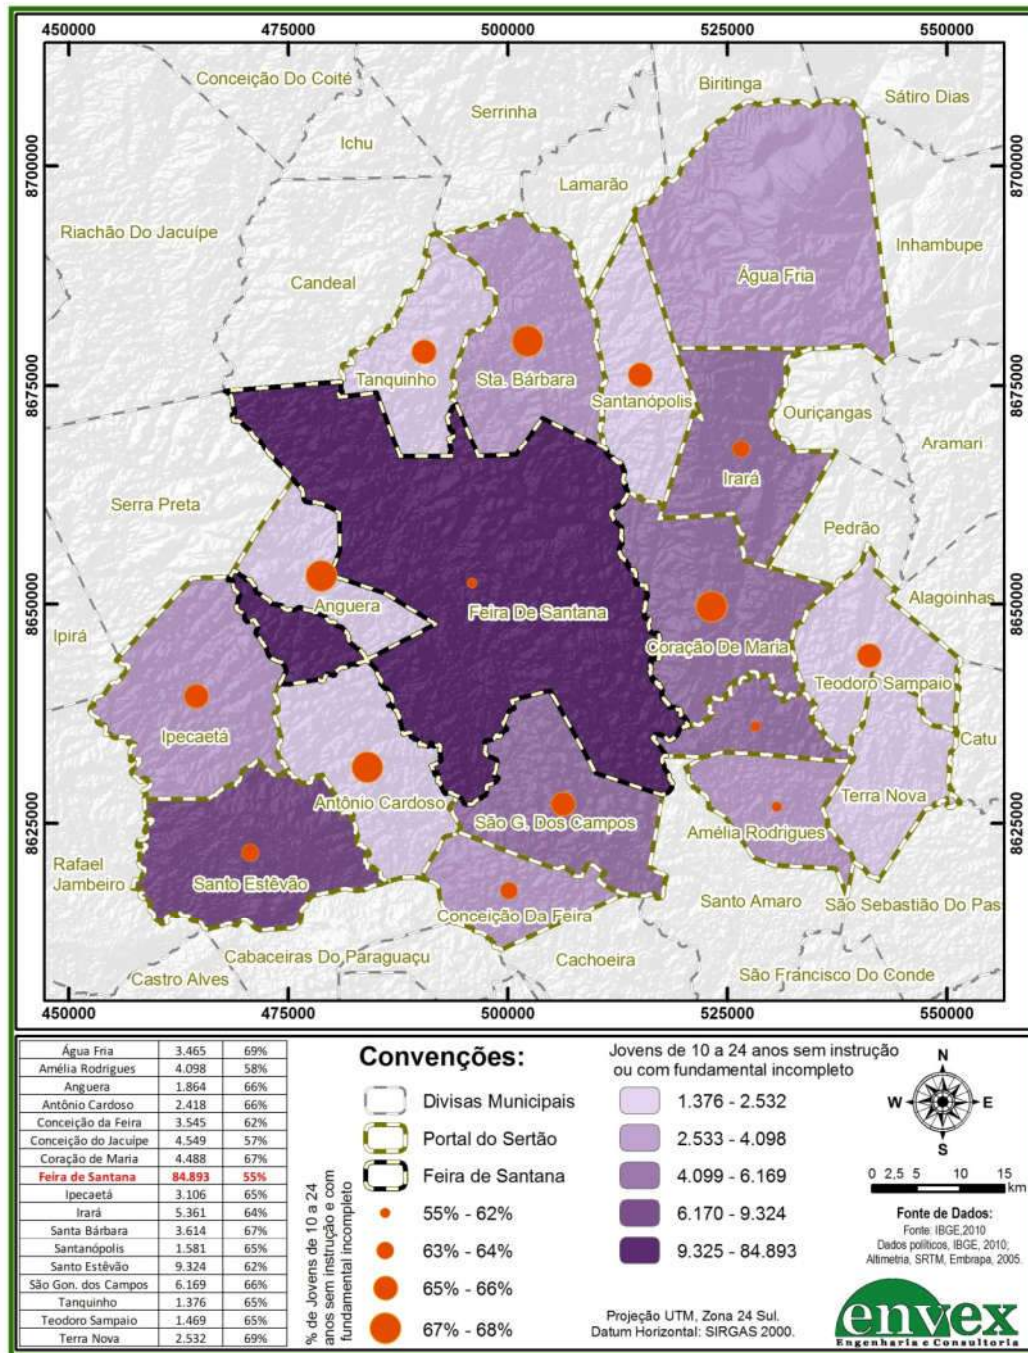 450000 475000 500000 525000 550000
Conceição Do Coité
Biritinga
Sátiro Dias
Serrinha
Ichu
8700000
8700000
Lamarão
Riachão Do Jacuípe
Inhambupe
Candeal
Água Fria
Tanquinho
Sta. Bárbara
8675000
8675000
Santanópolis
Ouriçangas
Aramari
Irará
Serra Preta
Pedrão
Anguera
Feira De Santana
8650000
8650000
Alagoinhas
Ipirá
Coração De Maria
Teodoro Sampaio
Ipecaetá
Catu
Antônio Cardoso
Terra Nova
São G. Dos Campos
Amélia Rodrigues
8625000
8625000
Rafael
Jambeiro
Santo Estêvão
Santo Amaro
São Sebastião Do Pas
Conceição Da Feira
Cabaceiras Do Paraguaçu
Cachoeira
Castro Alves
São Francisco Do Conde
450000 475000 500000 525000 550000
Água Fria 3.465 69%
Amélia Rodrigues 4.098 58%
Anguera 1.864 66%
Antônio Cardoso 2.418 66%
Conceição da Feira 3.545 62%
Conceição do Jacuípe 4.549 57%
Coração de Maria 4.488 67%
Feira de Santana 84.893 55%
Ipecaetá 3.106 65%
Irará 5.361 64%
Santa Bárbara 3.614 67%
Santanópolis 1.581 65%
Santo Estêvão 9.324 62%
São Gon. dos Campos 6.169 66%
Tanquinho 1.376 65%
Teodoro Sampaio 1.469 65%
Terra Nova 2.532 69%
Convenções:
Divisas Municipais
Portal do Sertão
Feira de Santana
% de Jovens de 10 a 24
anos sem instrução e com
fundamental incompleto
55% - 62%
63% - 64%
65% - 66%
67% - 68%
Jovens de 10 a 24 anos sem instrução
ou com fundamental incompleto
1.376 - 2.532
2.533 - 4.098
4.099 - 6.169
6.170 - 9.324
9.325 - 84.893
Projeção UTM, Zona 24 Sul.
Datum Horizontal: SIRGAS 2000.
N
W E
S
0 2,5 5 10 15
km
Fonte de Dados:
Fonte: IBGE,2010
Dados políticos, IBGE, 2010;
Altimetria, SRTM, Embrapa, 2005.
envex
Engenharia e Consultoria